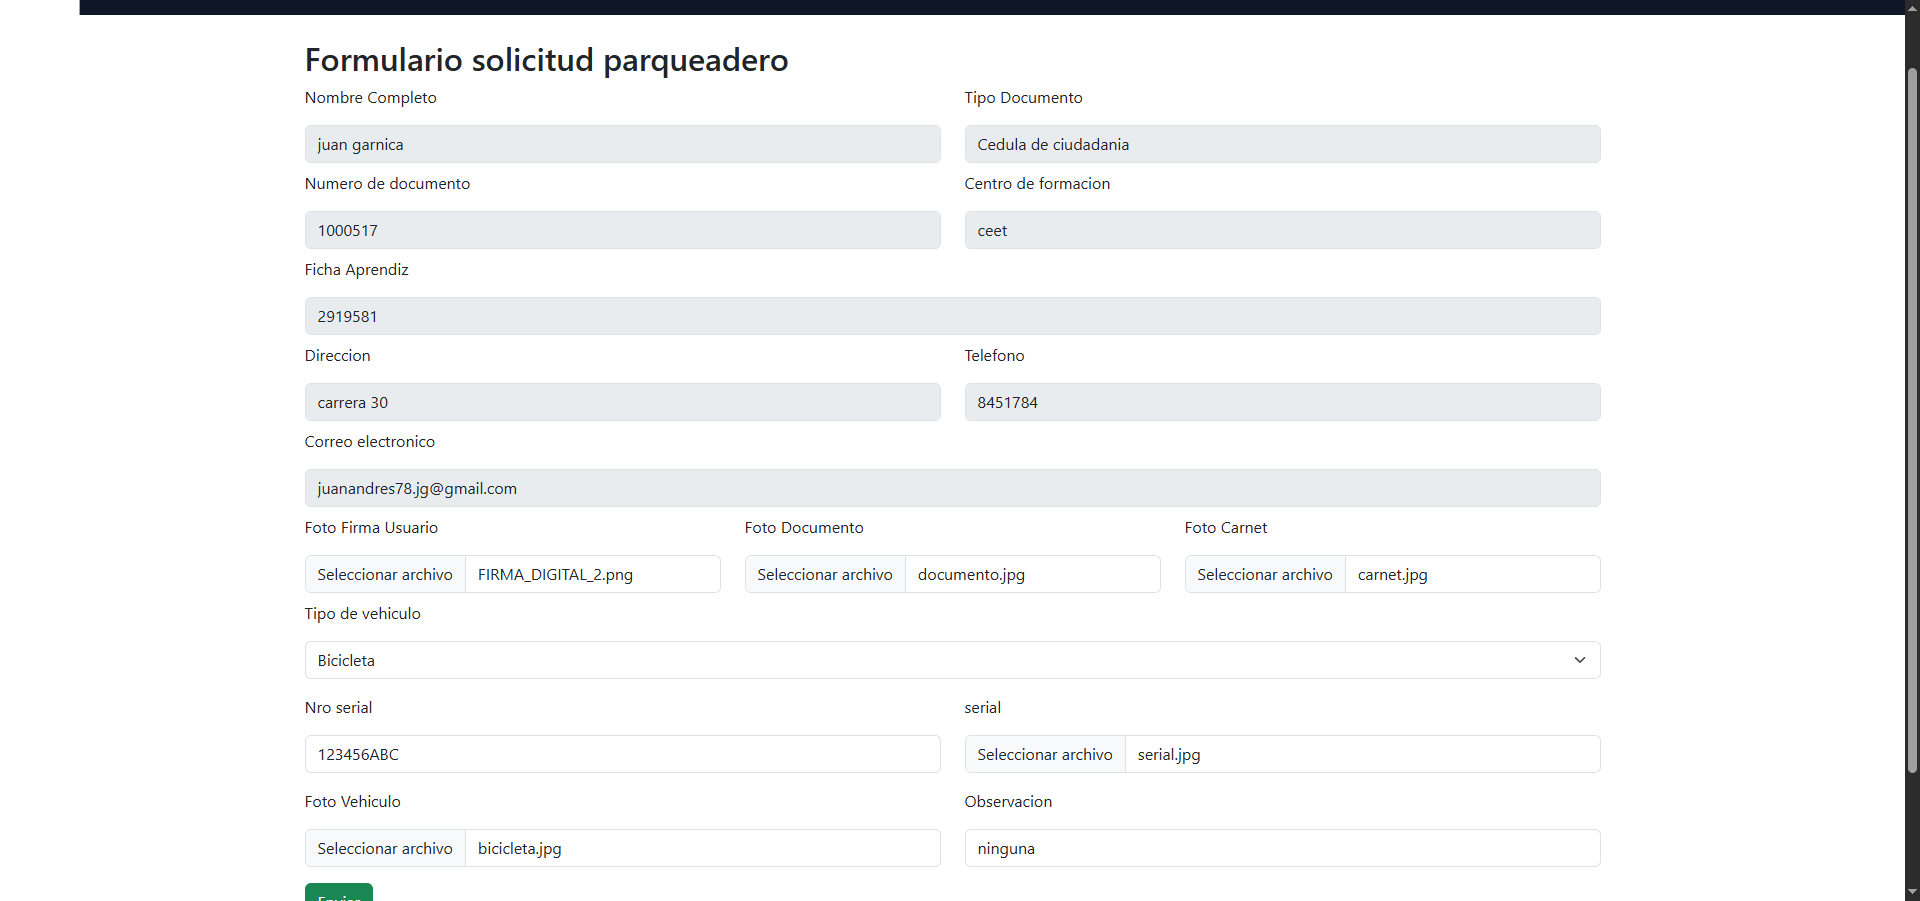 Formulario solicitud parqueadero
Nombre Completo
Tipo Documento
juan garnica
Cedula de ciudadania
Numero de documento
Centro de formacion
1000517
ceet
Ficha Aprendiz
2919581
Direccion
Telefono
carrera 30
8451784
Correo electronico
juanandres78.jg@gmail.com
Foto Firma Usuario
Foto Documento
Foto Carnet
Seleccionar archivo FIRMA_DIGITAL_2.png
Seleccionar archivo documento.jpg
Seleccionar archivo carnet.jpg
Tipo de vehiculo
Bicicleta
Nro serial
serial
123456ABC
Seleccionar archivo serial.jpg
Foto Vehiculo
Observacion
Seleccionar archivo bicicleta.jpg
ninguna
Enviar